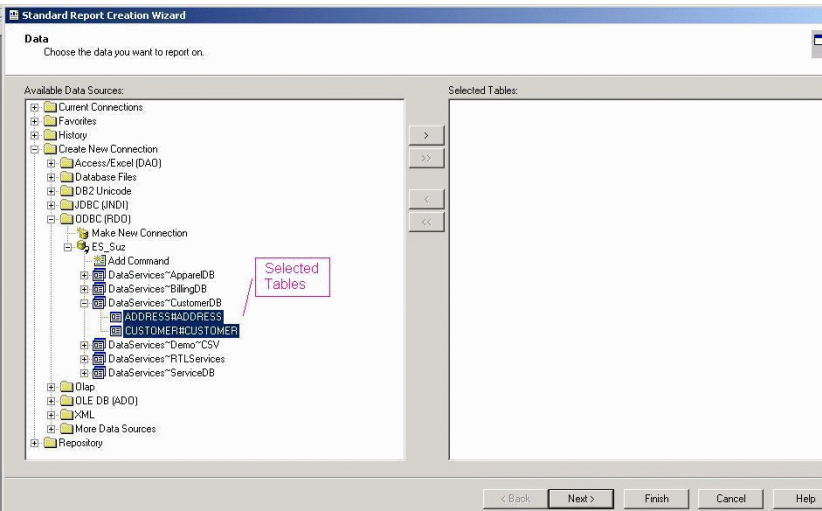 Standard Report Creation Wizard
Data
Choose the data you want to report on.
Available Data Sources:
Selected Tables:
Current Connections
Favorites
History
Create New Connection
Access/Excel (DAO)
Database Files
DB2 Unicode
JDBC (JNDI)
ODBC (RDO)
Make New Connection
ES_Suz
Add Command
DataServices~ApparelDB
DataServices~BillingDB
DataServices~CustomerDB
ADDRESS#ADDRESS
CUSTOMER#CUSTOMER
DataServices~Demo~CSV
DataServices~RTLServices
DataServices~ServiceDB
Olap
OLE DB (ADO)
XML
More Data Sources
Repository
Selected
Tables
>
>>
<
<<
< Back
Next >
Finish
Cancel
Help